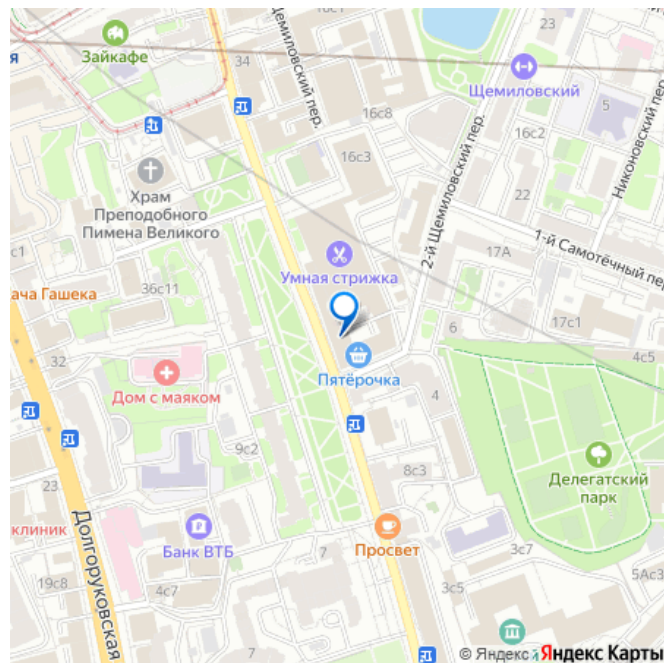 Зайкафе
34
Щемиловский пер.
я
Щемиловский
5
16с8
16с2
16с3
Никоновский пер.
Храм
Преподобного
Пимена Великого
22
2-й Щемиловский пер.
17А
1-й Самотёчный пер
с1
Умная стрижка
36с11
ача Гашека
17с1
6
32
Пятёрочка
Дом с маяком
4
4с5
9с2
8с3
Делегатский
парк
23
клиник
Долгоруковская
Банк ВТБ
Просвет
7
3с7
19с8
4с7
3с5
5Ас3
7
й
© Яндекс Яндекс Карты